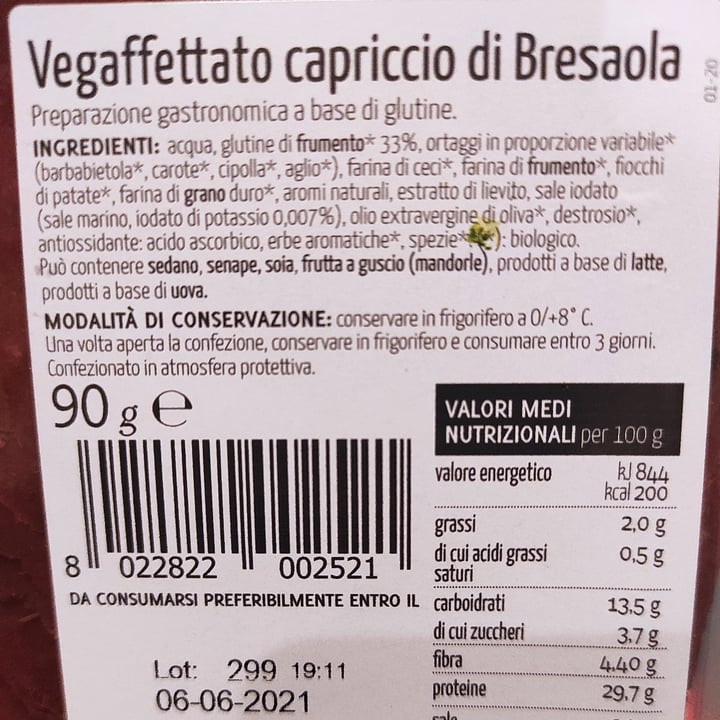 Vegaffettato capriccio di Bresaola
Preparazione gastronomica a base di glutine.
INGREDIENTI: acqua, glutine di frumento* 33%, ortaggi in proporzione variabile*
(barbabietola*, carote*, cipolla*, aglio*), farina di ceci*, farina di frumento*, fiocchi
di patate*, farina di grano duro*, aromi naturali, estratto di lievito, sale iodato
(sale marino, iodato di potassio 0,007%), olio extravergine di oliva*, destrosio*,
antiossidante: acido ascorbico, erbe aromatiche*, spezie* *): biologico.
Può contenere sedano, senape, soia, frutta a guscio (mandorle), prodotti a base di latte,
prodotti a base di uova.
MODALITÀ DI CONSERVAZIONE: conservare in frigorifero a 0/+8° C.
Una volta aperta la confezione, conservare in frigorifero e consumare entro 3 giorni.
Confezionato in atmosfera protettiva.
90 g e
8 022822 002521
DA CONSUMARSI PREFERIBILMENTE ENTRO IL
Lot: 299 19:11
06-06-2021
VALORI MEDI
NUTRIZIONALI per 100 g
valore energetico kJ 844
kcal 200
grassi 2,0 g
di cui acidi grassi 0,5 g
saturi
carboidrati 13,5 g
di cui zuccheri 3,7 g
fibra 4,40 g
proteine 29,7 g
sale
01-20